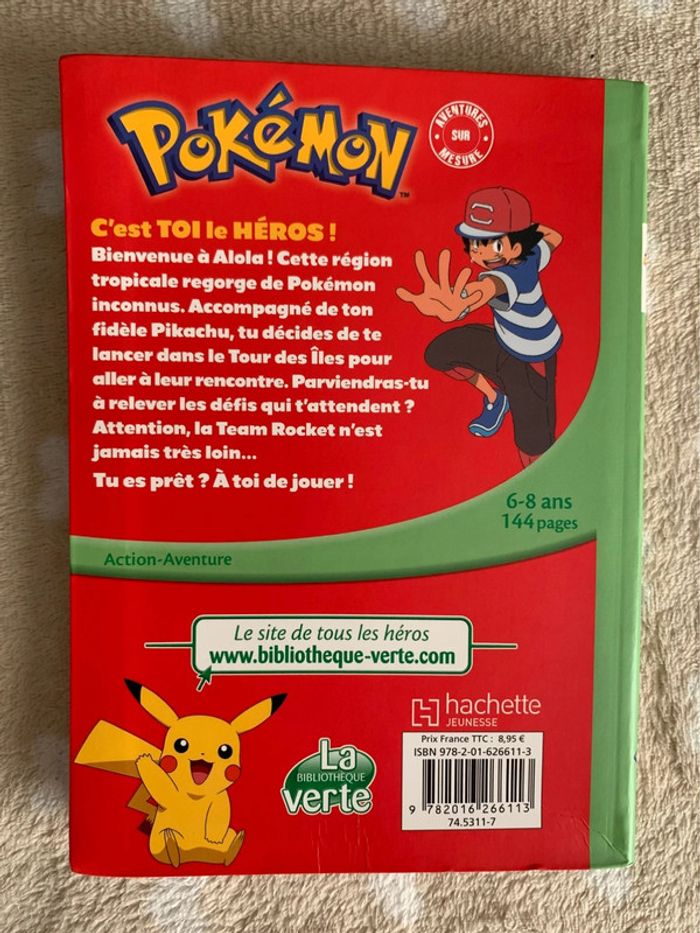 POKÉMON
TM
AVENTURES
SUR
MESURE
C'est TOI le HÉROS !
Bienvenue à Alola ! Cette région
tropicale regorge de Pokémon
inconnus. Accompagné de ton
fidèle Pikachu, tu décides de te
lancer dans le Tour des Îles pour
aller à leur rencontre. Parviendras-tu
à relever les défis qui t'attendent ?
Attention, la Team Rocket n'est
jamais très loin...
Tu es prêt ? À toi de jouer !
6-8 ans
144 pages
Action-Aventure
Le site de tous les héros
www.bibliotheque-verte.com
hachette
JEUNESSE
Prix France TTC : 8,95 €
ISBN 978-2-01-626611-3
9 782016 266113
74.5311-7
La
BIBLIOTHÈQUE
verte